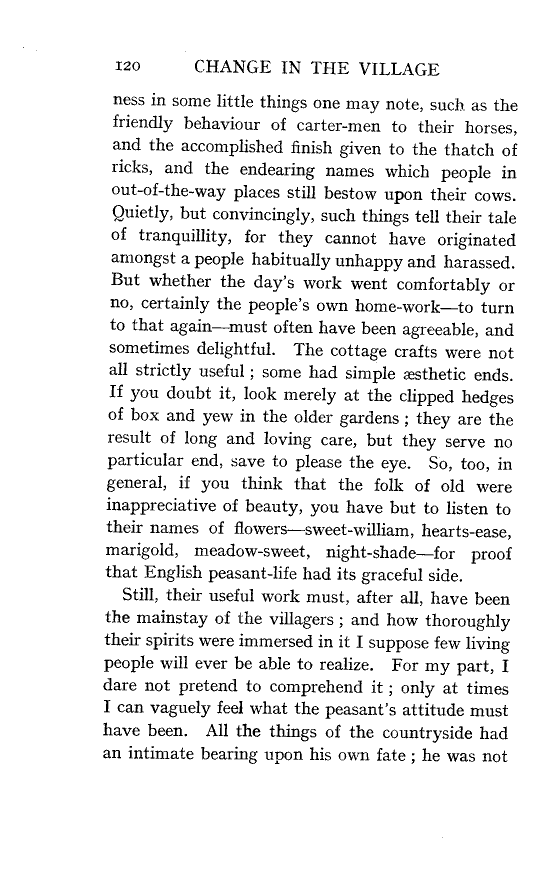 120 CHANGE IN THE VILLAGE
ness in some little things one may note, such as the
friendly behaviour of carter-men to their horses,
and the accomplished finish given to the thatch of
ricks, and the endearing names which people in
out-of-the-way places still bestow upon their cows.
Quietly, but convincingly, such things tell their tale
of tranquillity, for they cannot have originated
amongst a people habitually unhappy and harassed.
But whether the day's work went comfortably or
no, certainly the people's own home-work—to turn
to that again—must often have been agreeable, and
sometimes delightful. The cottage crafts were not
all strictly useful ; some had simple æsthetic ends.
If you doubt it, look merely at the clipped hedges
of box and yew in the older gardens ; they are the
result of long and loving care, but they serve no
particular end, save to please the eye. So, too, in
general, if you think that the folk of old were
inappreciative of beauty, you have but to listen to
their names of flowers—sweet-william, hearts-ease,
marigold, meadow-sweet, night-shade—for proof
that English peasant-life had its graceful side.
Still, their useful work must, after all, have been
the mainstay of the villagers ; and how thoroughly
their spirits were immersed in it I suppose few living
people will ever be able to realize. For my part, I
dare not pretend to comprehend it ; only at times
I can vaguely feel what the peasant's attitude must
have been. All the things of the countryside had
an intimate bearing upon his own fate ; he was not